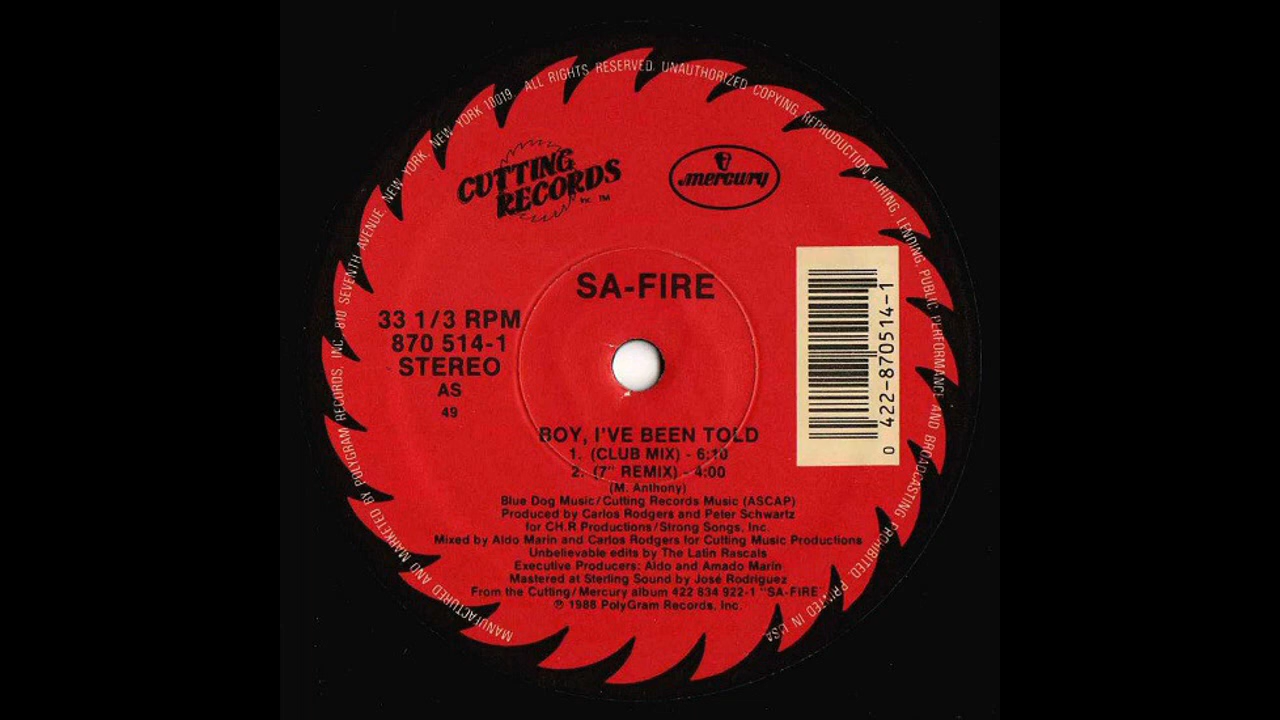 MANUFACTURED AND MARKETED BY POLYGRAM RECORDS, INC. 810 SEVENTH AVENUE, NEW YORK, NEW YORK 10019. ALL RIGHTS RESERVED. UNAUTHORIZED COPYING, REPRODUCTION, HIRING, LENDING, PUBLIC PERFORMANCE AND BROADCASTING PROHIBITED. PRINTED IN USA
CUTTING
RECORDS
Inc. TM
mercury
SA-FIRE
33 1/3 RPM
870 514-1
STEREO
AS
49
0 422-870514-1
BOY, I'VE BEEN TOLD
1. (CLUB MIX) - 6:10
2. (7" REMIX) - 4:00
(M. Anthony)
Blue Dog Music/Cutting Records Music (ASCAP)
Produced by Carlos Rodgers and Peter Schwartz
for CH.R Productions/Strong Songs, Inc.
Mixed by Aldo Marin and Carlos Rodgers for Cutting Music Productions
Unbelievable edits by The Latin Rascals
Executive Producers: Aldo and Amado Marin
Mastered at Sterling Sound by José Rodriguez
From the Cutting/Mercury album 422 834 922-1 "SA-FIRE"
℗ 1988 PolyGram Records, Inc.